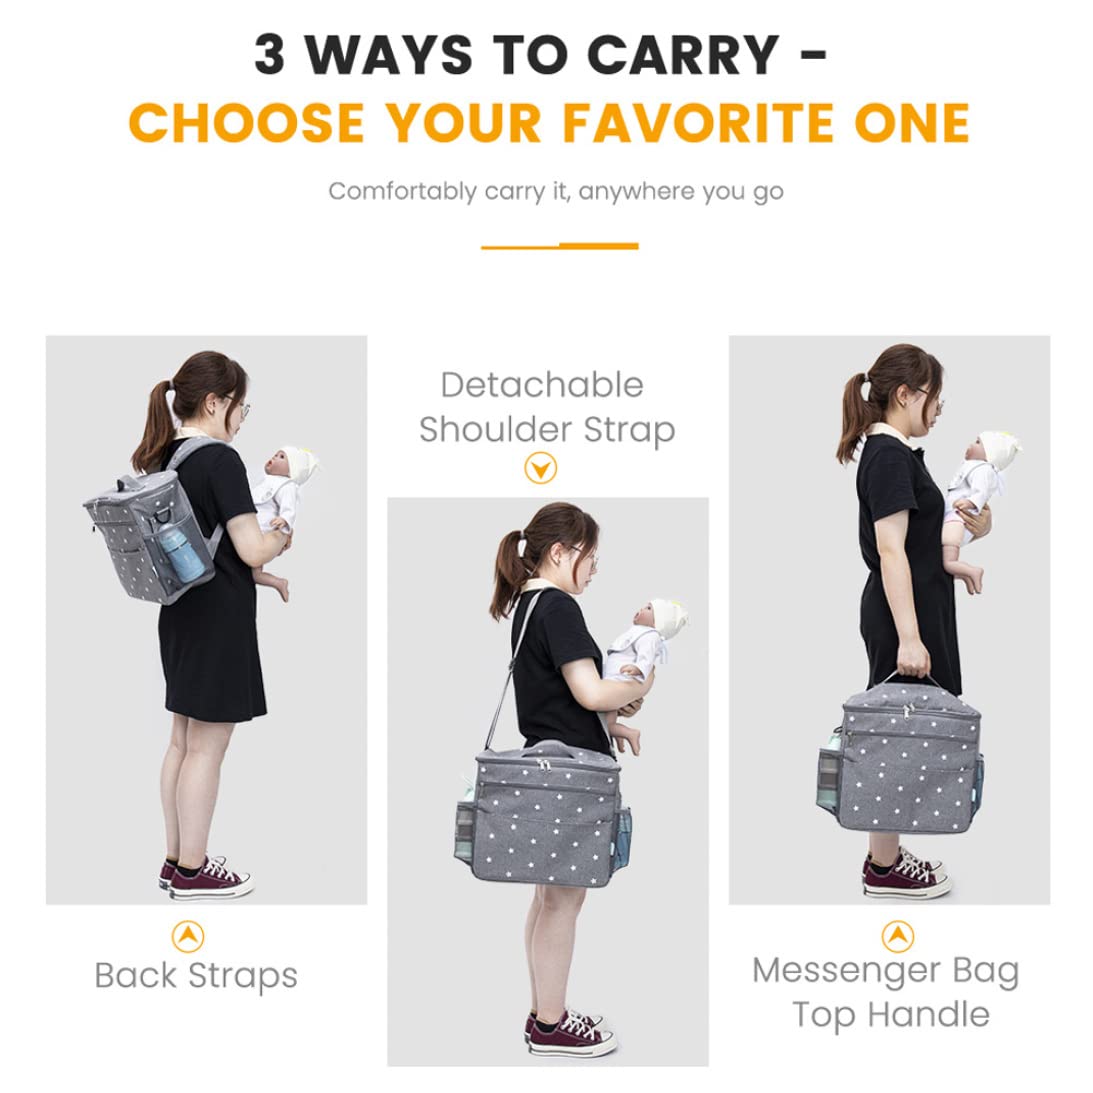 3 WAYS TO CARRY -
CHOOSE YOUR FAVORITE ONE
Comfortably carry it, anywhere you go
Detachable
Shoulder Strap
Back Straps
Messenger Bag
Top Handle